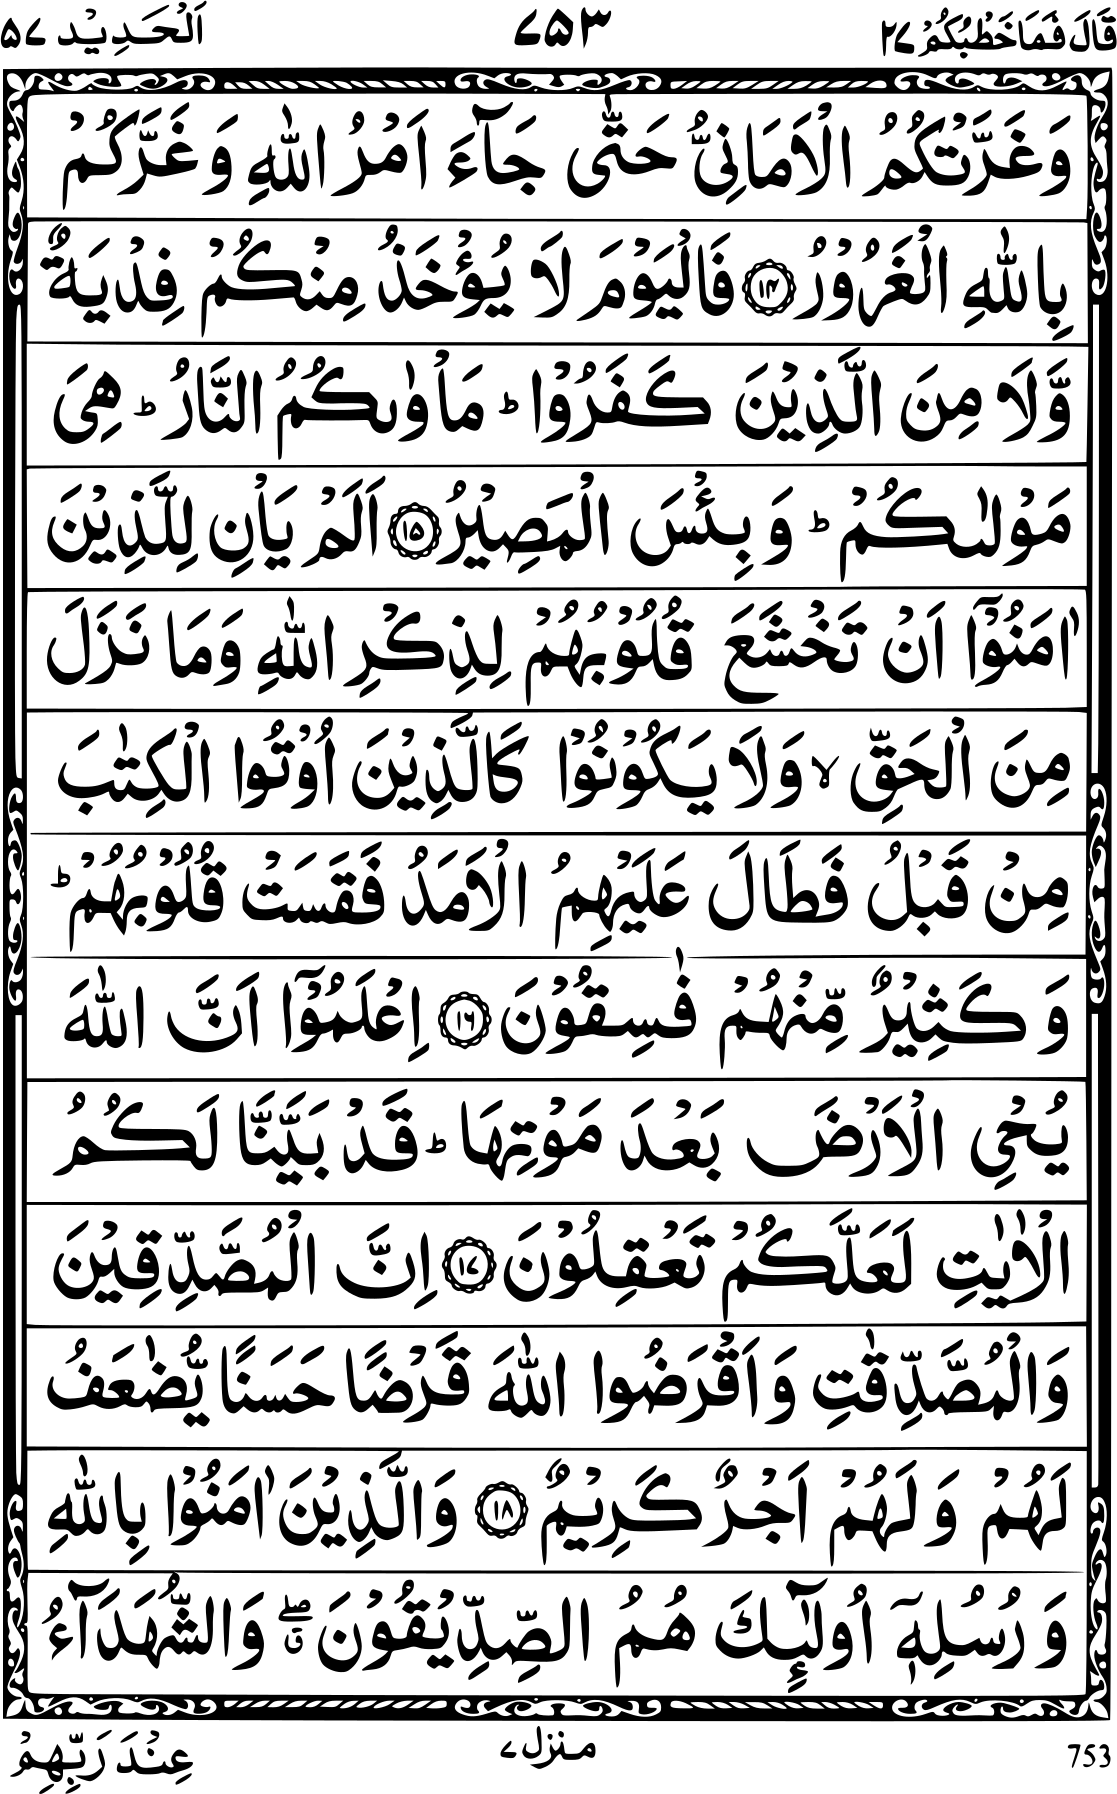 قَالَ فَمَا خَطْبُكُمْ ٢٧ ٧٥٣ اَلْحَدِيْد ٥٧
وَ غَرَّتْكُمُ الْاَمَانِیُّ حَتّٰی جَآءَ اَمْرُ اللّٰهِ وَ غَرَّكُمْ
بِاللّٰهِ الْغَرُوْرُ ۝١٤ فَالْیَوْمَ لَا یُؤْخَذُ مِنْكُمْ فِدْیَةٌ
وَّلَا مِنَ الَّذِیْنَ كَفَرُوْا ؕ مَاْوٰىكُمُ النَّارُ ؕ هِیَ
مَوْلٰىكُمْ ؕ وَ بِئْسَ الْمَصِیْرُ ۝١٥ اَلَمْ یَاْنِ لِلَّذِیْنَ
اٰمَنُوْۤا اَنْ تَخْشَعَ قُلُوْبُهُمْ لِذِكْرِ اللّٰهِ وَمَا نَزَلَ
مِنَ الْحَقِّ ۙ وَلَا یَكُوْنُوْا كَالَّذِیْنَ اُوْتُوا الْكِتٰبَ
مِنْ قَبْلُ فَطَالَ عَلَیْهِمُ الْاَمَدُ فَقَسَتْ قُلُوْبُهُمْ ؕ
وَ كَثِیْرٌ مِّنْهُمْ فٰسِقُوْنَ ۝١٦ اِعْلَمُوْۤا اَنَّ اللّٰهَ
یُحْیِ الْاَرْضَ بَعْدَ مَوْتِهَا ؕ قَدْ بَیَّنَّا لَكُمُ
الْاٰیٰتِ لَعَلَّكُمْ تَعْقِلُوْنَ ۝١٧ اِنَّ الْمُصَّدِّقِیْنَ
وَالْمُصَّدِّقٰتِ وَ اَقْرَضُوا اللّٰهَ قَرْضًا حَسَنًا یُّضٰعَفُ
لَهُمْ وَ لَهُمْ اَجْرٌ كَرِیْمٌ ۝١٨ وَالَّذِیْنَ اٰمَنُوْا بِاللّٰهِ
وَ رُسُلِهٖۤ اُولٰٓىِٕكَ هُمُ الصِّدِّیْقُوْنَ ۖۗ وَالشُّهَدَآءُ
عِنْدَ رَبِّهِمْ منزل ٧ 753